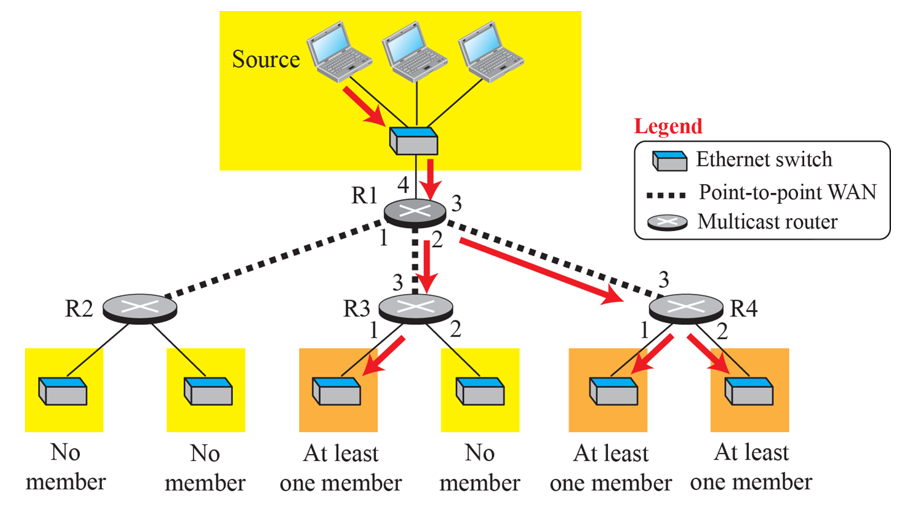 Source
Legend
Ethernet switch
Point-to-point WAN
Multicast router
R1
4
3
1
2
R2
R3
3
1
2
R4
3
1
2
No
member
No
member
At least
one member
No
member
At least
one member
At least
one member